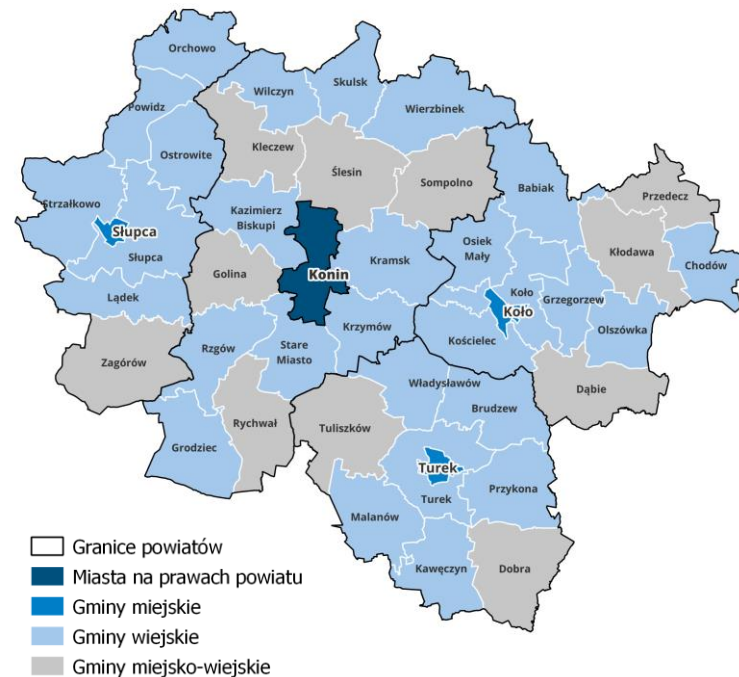 Orchowo
Skulsk
Wilczyn
Wierzbinek
Powidz
Ostrowite
Kleczew
Ślesin
Sompolno
Babiak
Przedecz
Strzałkowo
Kazimierz
Biskupi
Słupca
Słupca
Osiek
Mały
Kłodawa
Chodów
Golina
Konin
Kramsk
Lądek
Koło
Koło
Grzegorzew
Olszówka
Kościelec
Krzymów
Stare
Miasto
Rzgów
Zagórów
Władysławów
Brudzew
Dąbie
Rychwał
Tuliszków
Grodziec
Turek
Turek
Przykona
Malanów
Kawęczyn
Dobra
Granice powiatów
Miasta na prawach powiatu
Gminy miejskie
Gminy wiejskie
Gminy miejsko-wiejskie